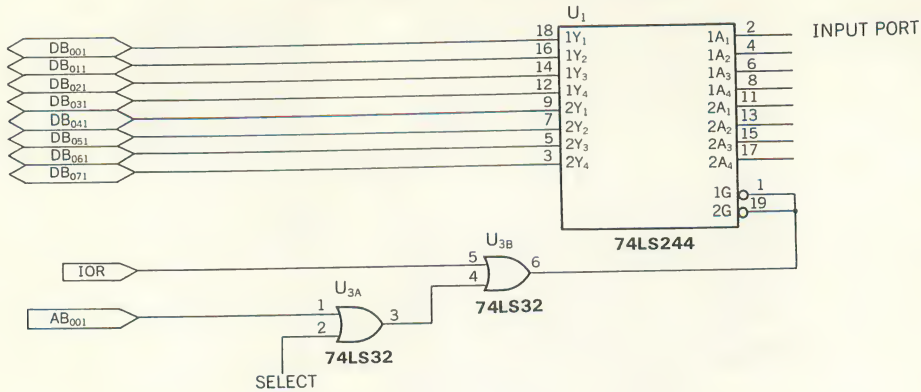 U1
INPUT PORT
DB001
DB011
DB021
DB031
DB041
DB051
DB061
DB071
18 1Y1 1A1 2
16 1Y2 1A2 4
14 1Y3 1A3 6
12 1Y4 1A4 8
9 2Y1 2A1 11
7 2Y2 2A2 13
5 2Y3 2A3 15
3 2Y4 2A4 17
1G 1
2G 19
74LS244
U3B
IOR
5
4
6
74LS32
U3A
AB001
1
2
3
74LS32
SELECT